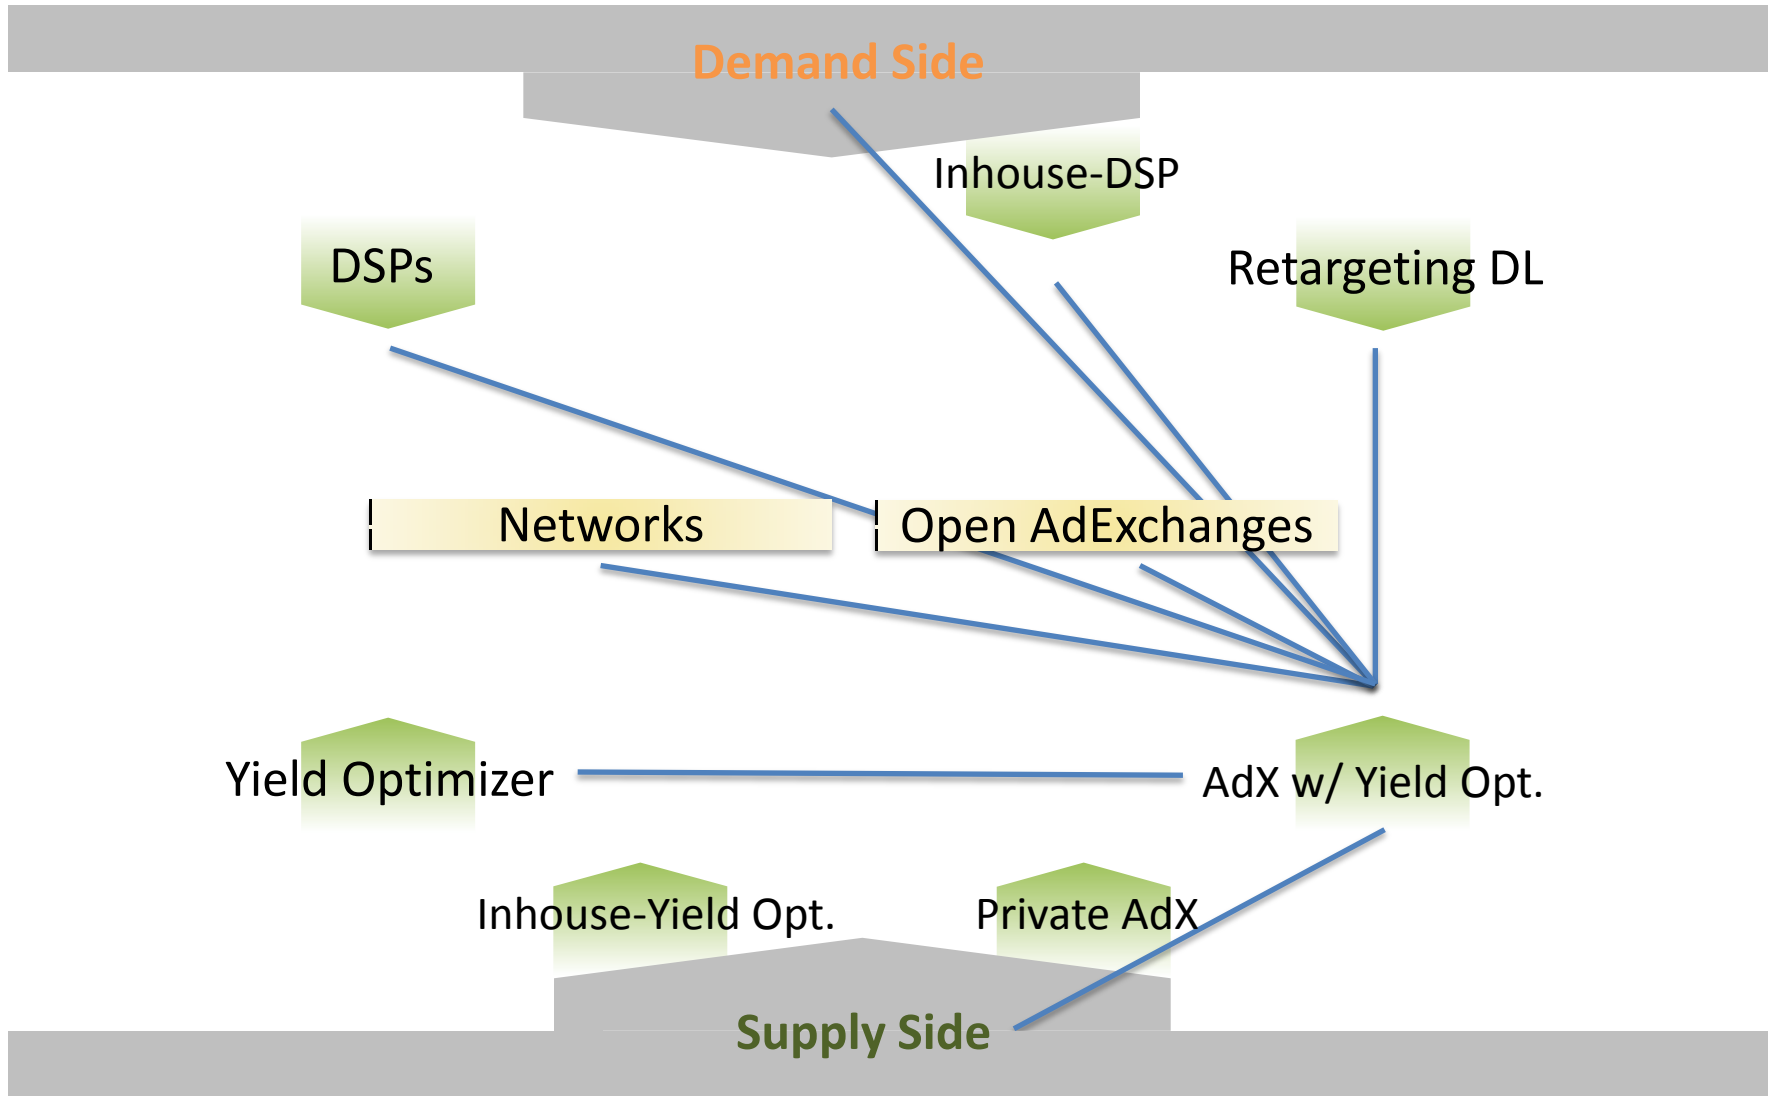 Demand Side
Inhouse-DSP
DSPs
Retargeting DL
Networks
Open AdExchanges
Yield Optimizer
AdX w/ Yield Opt.
Inhouse-Yield Opt.
Private AdX
Supply Side